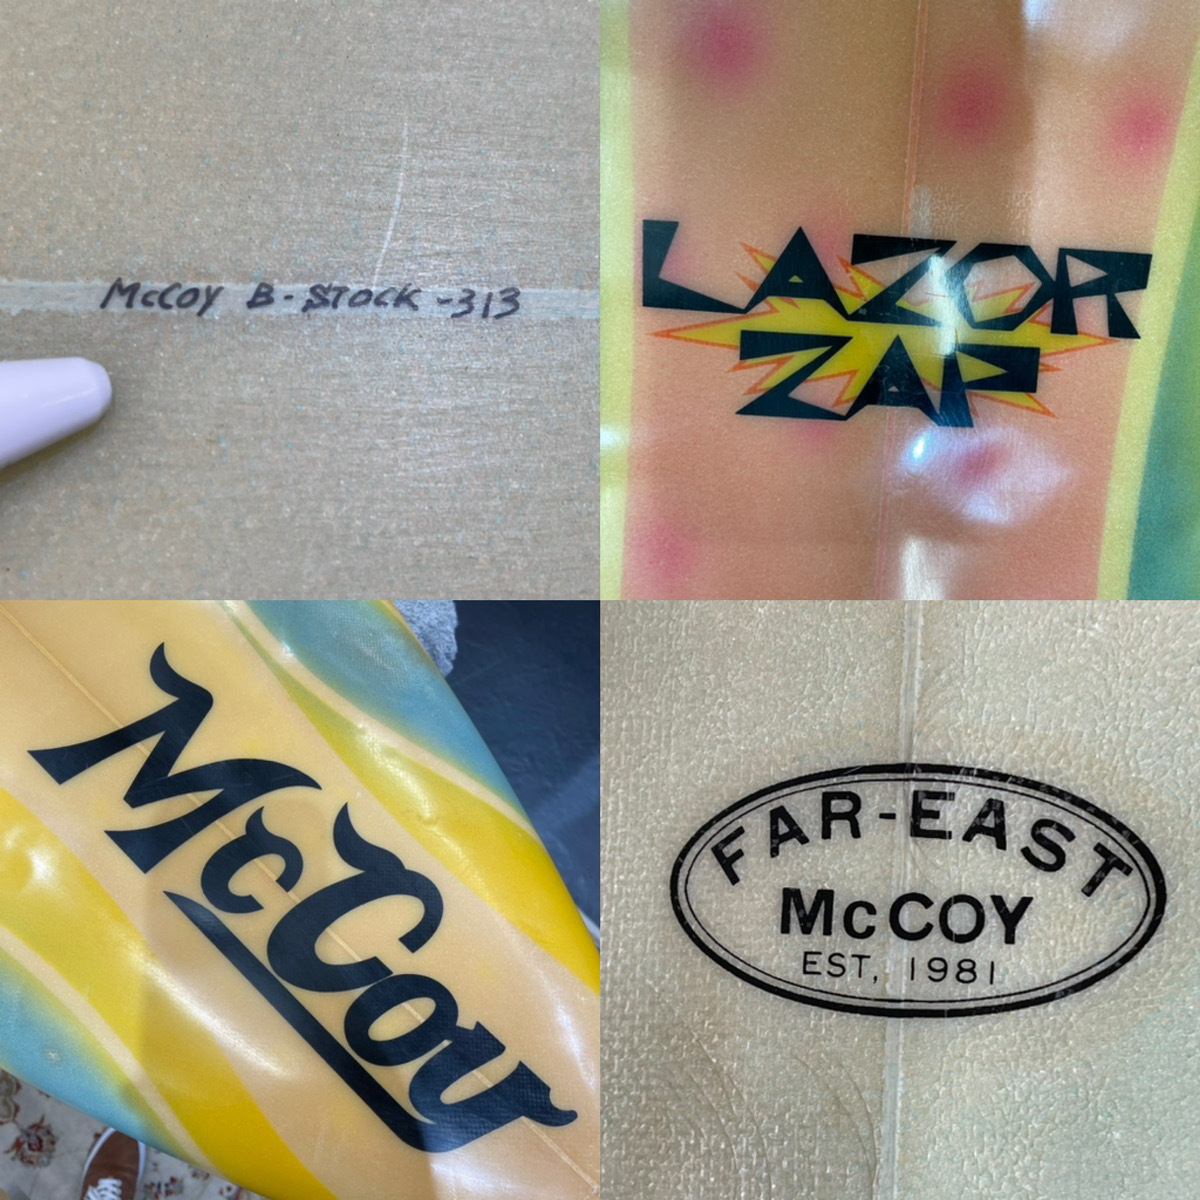 McCoy B-STOCK -313
LAZOR
ZAP
McCoy
FAR-EAST
McCOY
EST, 1981